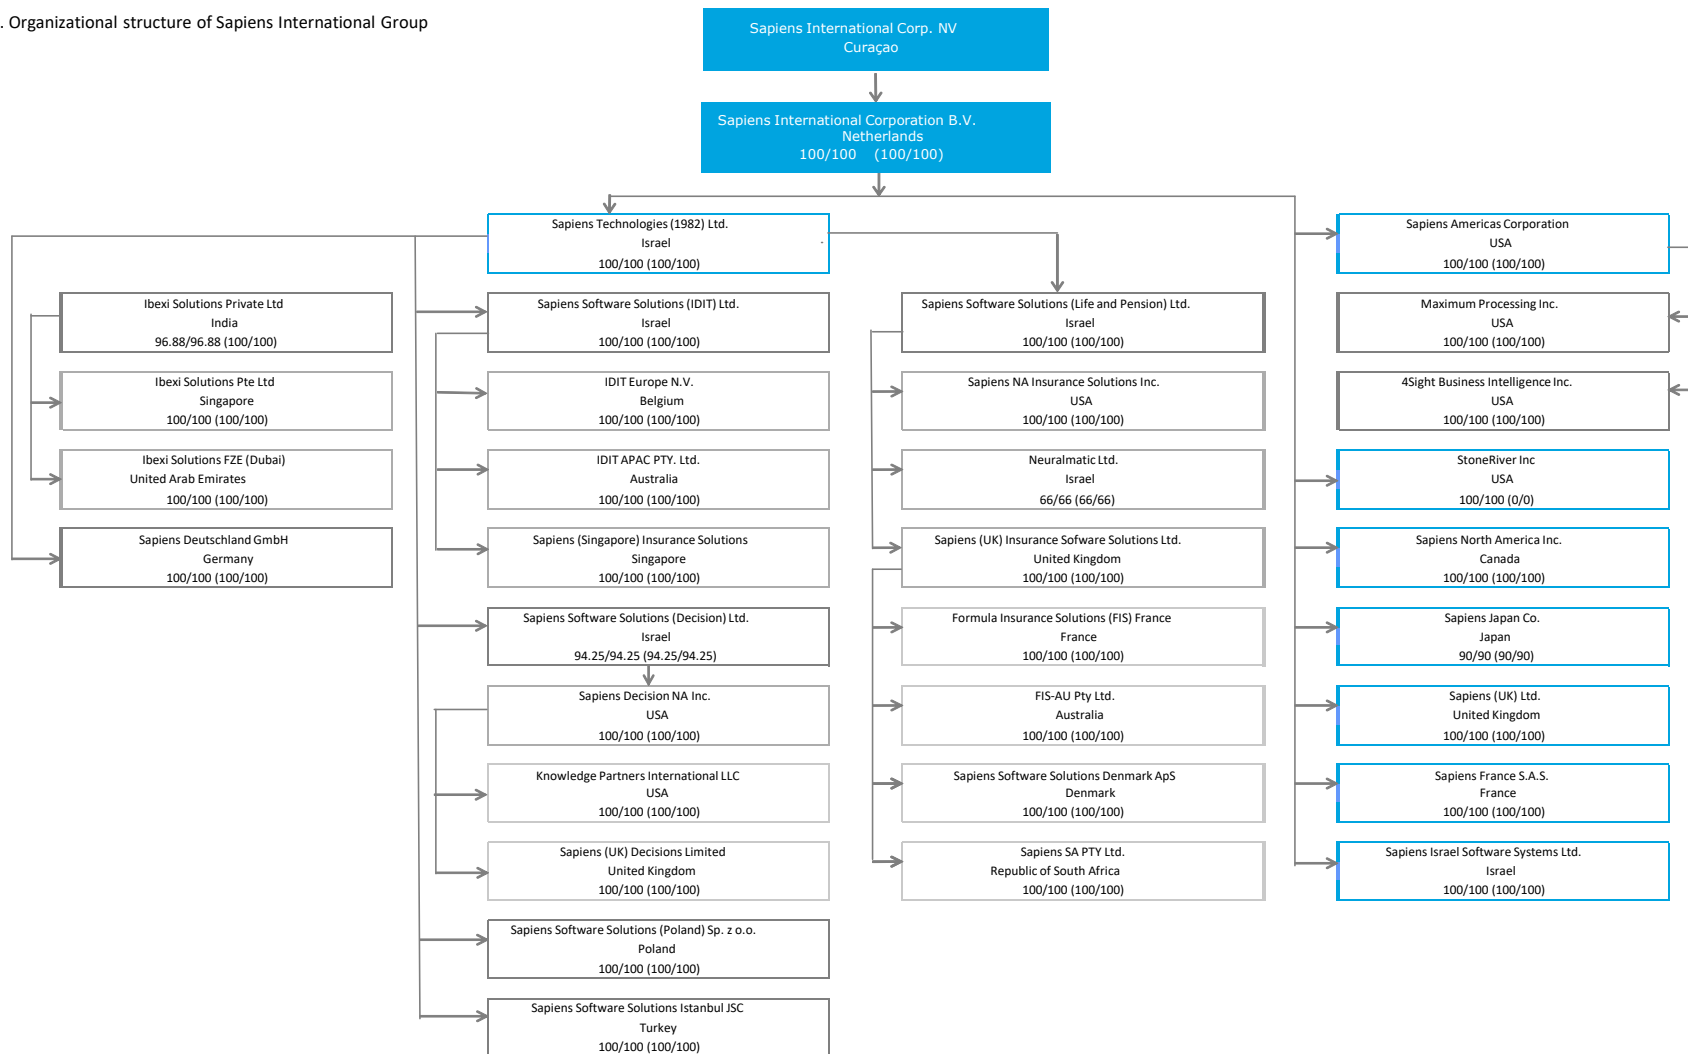 . Organizational structure of Sapiens International Group
Sapiens International Corp. NV
Curaçao
Sapiens International Corporation B.V.
Netherlands
100/100 (100/100)
Sapiens Technologies (1982) Ltd.
Israel
100/100 (100/100)
Sapiens Americas Corporation
USA
100/100 (100/100)
Ibexi Solutions Private Ltd
India
96.88/96.88 (100/100)
Sapiens Software Solutions (IDIT) Ltd.
Israel
100/100 (100/100)
Sapiens Software Solutions (Life and Pension) Ltd.
Israel
100/100 (100/100)
Maximum Processing Inc.
USA
100/100 (100/100)
Ibexi Solutions Pte Ltd
Singapore
100/100 (100/100)
IDIT Europe N.V.
Belgium
100/100 (100/100)
Sapiens NA Insurance Solutions Inc.
USA
100/100 (100/100)
4Sight Business Intelligence Inc.
USA
100/100 (100/100)
Ibexi Solutions FZE (Dubai)
United Arab Emirates
100/100 (100/100)
IDIT APAC PTY. Ltd.
Australia
100/100 (100/100)
Neuralmatic Ltd.
Israel
66/66 (66/66)
StoneRiver Inc
USA
100/100 (0/0)
Sapiens Deutschland GmbH
Germany
100/100 (100/100)
Sapiens (Singapore) Insurance Solutions
Singapore
100/100 (100/100)
Sapiens (UK) Insurance Sofware Solutions Ltd.
United Kingdom
100/100 (100/100)
Sapiens North America Inc.
Canada
100/100 (100/100)
Sapiens Software Solutions (Decision) Ltd.
Israel
94.25/94.25 (94.25/94.25)
Formula Insurance Solutions (FIS) France
France
100/100 (100/100)
Sapiens Japan Co.
Japan
90/90 (90/90)
Sapiens Decision NA Inc.
USA
100/100 (100/100)
FIS-AU Pty Ltd.
Australia
100/100 (100/100)
Sapiens (UK) Ltd.
United Kingdom
100/100 (100/100)
Knowledge Partners International LLC
USA
100/100 (100/100)
Sapiens Software Solutions Denmark ApS
Denmark
100/100 (100/100)
Sapiens France S.A.S.
France
100/100 (100/100)
Sapiens (UK) Decisions Limited
United Kingdom
100/100 (100/100)
Sapiens SA PTY Ltd.
Republic of South Africa
100/100 (100/100)
Sapiens Israel Software Systems Ltd.
Israel
100/100 (100/100)
Sapiens Software Solutions (Poland) Sp. z o.o.
Poland
100/100 (100/100)
Sapiens Software Solutions Istanbul JSC
Turkey
100/100 (100/100)